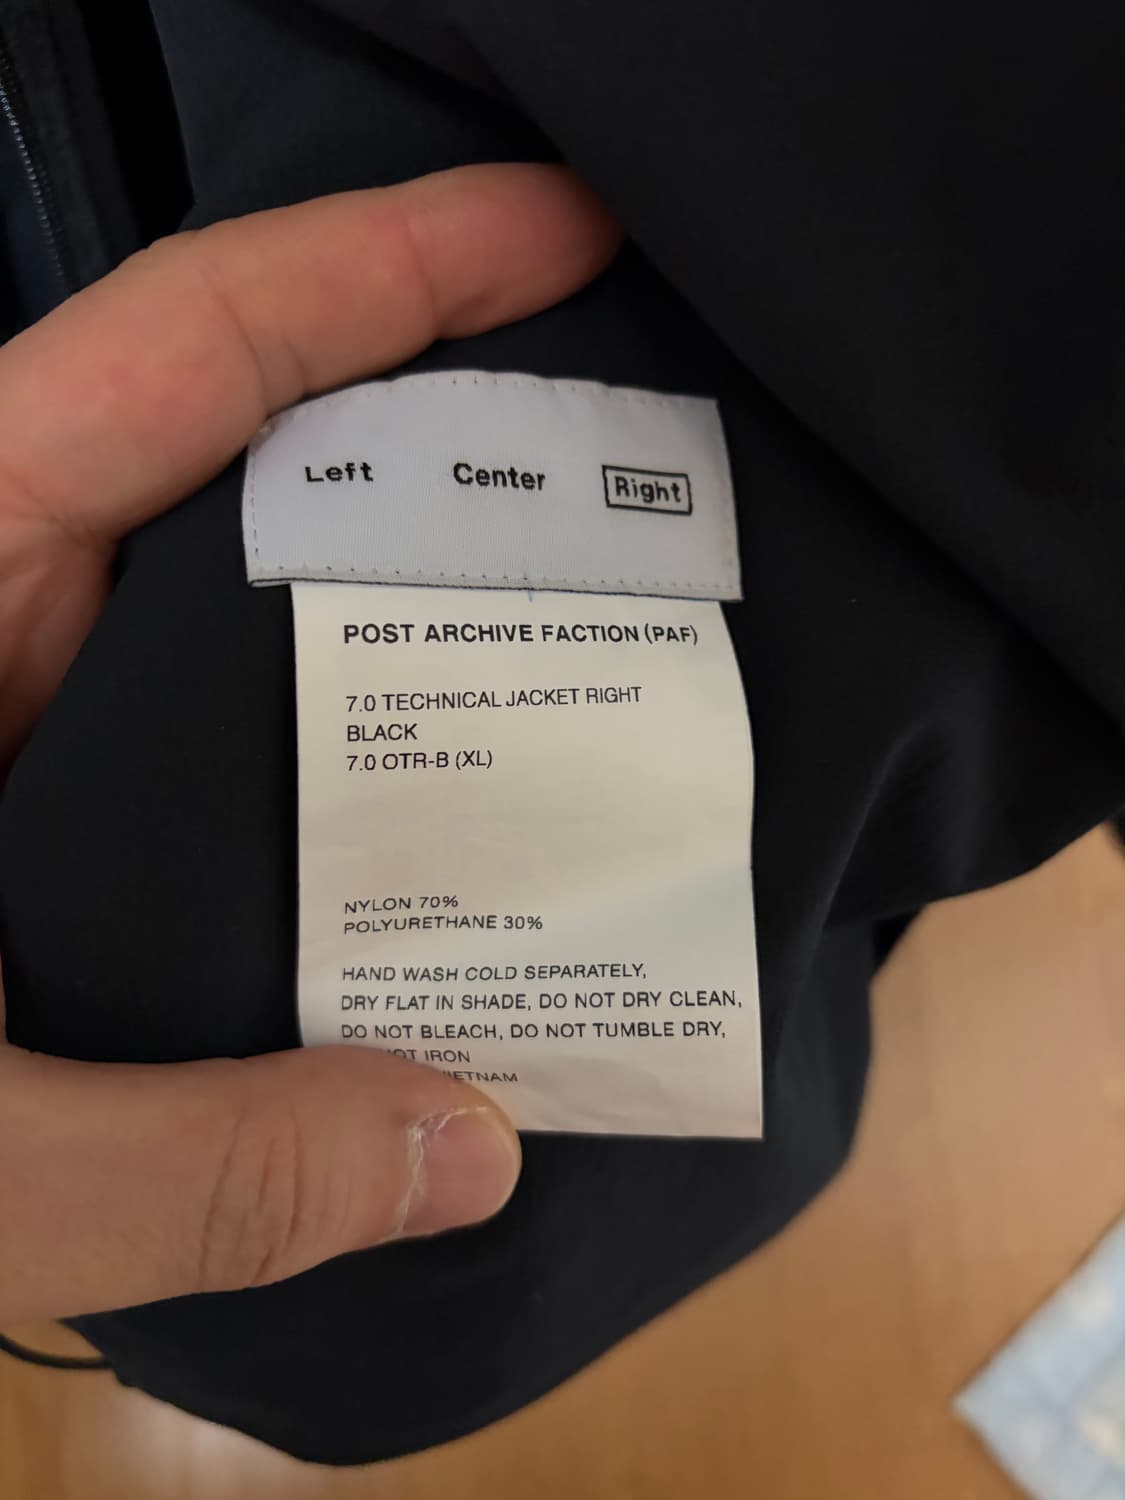 Left Center Right
POST ARCHIVE FACTION (PAF)
7.0 TECHNICAL JACKET RIGHT
BLACK
7.0 OTR-B (XL)
NYLON 70%
POLYURETHANE 30%
HAND WASH COLD SEPARATELY,
DRY FLAT IN SHADE, DO NOT DRY CLEAN,
DO NOT BLEACH, DO NOT TUMBLE DRY,
IRON